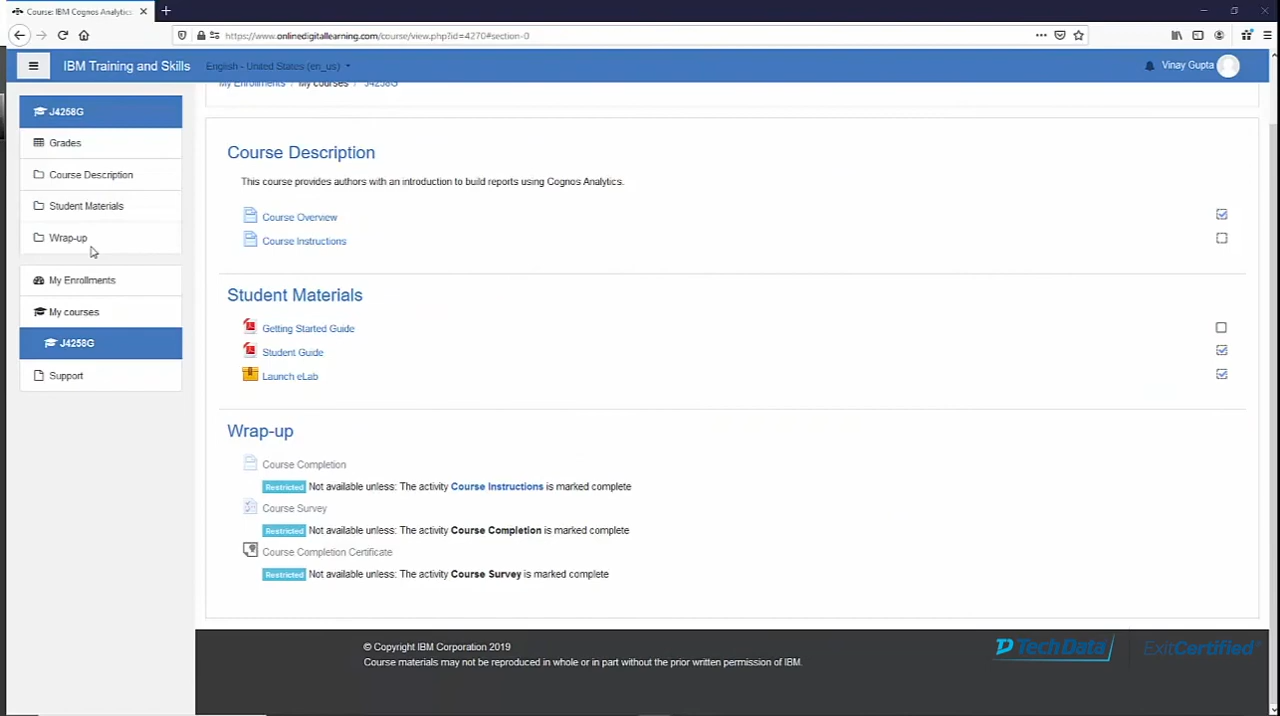 Course: IBM Cognos Analytics
https://www.onlinedigitallearning.com/course/view.php?id=4270#section-0
IBM Training and Skills
English - United States (en_us)
Vinay Gupta
My Enrollments / My courses / J4258G
J4258G
Grades
Course Description
Student Materials
Wrap-up
My Enrollments
My courses
J4258G
Support
Course Description
This course provides authors with an introduction to build reports using Cognos Analytics.
Course Overview
Course Instructions
Student Materials
Getting Started Guide
Student Guide
Launch eLab
Wrap-up
Course Completion
Restricted Not available unless: The activity Course Instructions is marked complete
Course Survey
Restricted Not available unless: The activity Course Completion is marked complete
Course Completion Certificate
Restricted Not available unless: The activity Course Survey is marked complete
© Copyright IBM Corporation 2019
Course materials may not be reproduced in whole or in part without the prior written permission of IBM.
TechData
ExitCertified